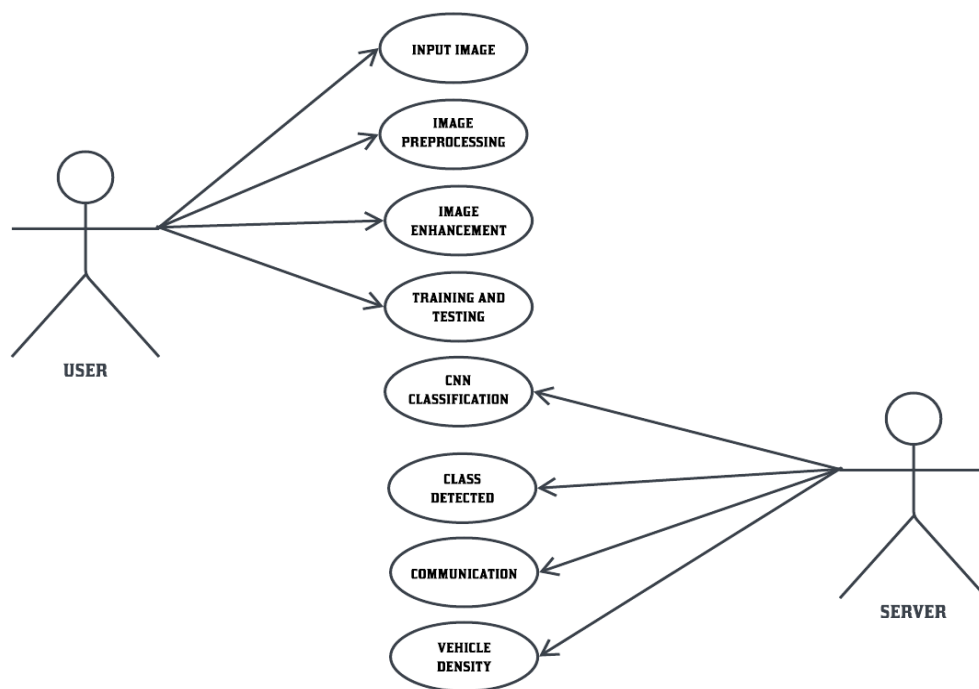 INPUT IMAGE
IMAGE
PREPROCESSING
IMAGE
ENHANCEMENT
TRAINING AND
TESTING
USER
CNN
CLASSIFICATION
CLASS
DETECTED
COMMUNICATION
SERVER
VEHICLE
DENSITY